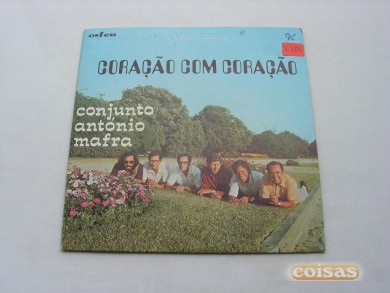 orfeu
CORAÇÃO COM CORAÇÃO
conjunto
antónio
mafra
coisas